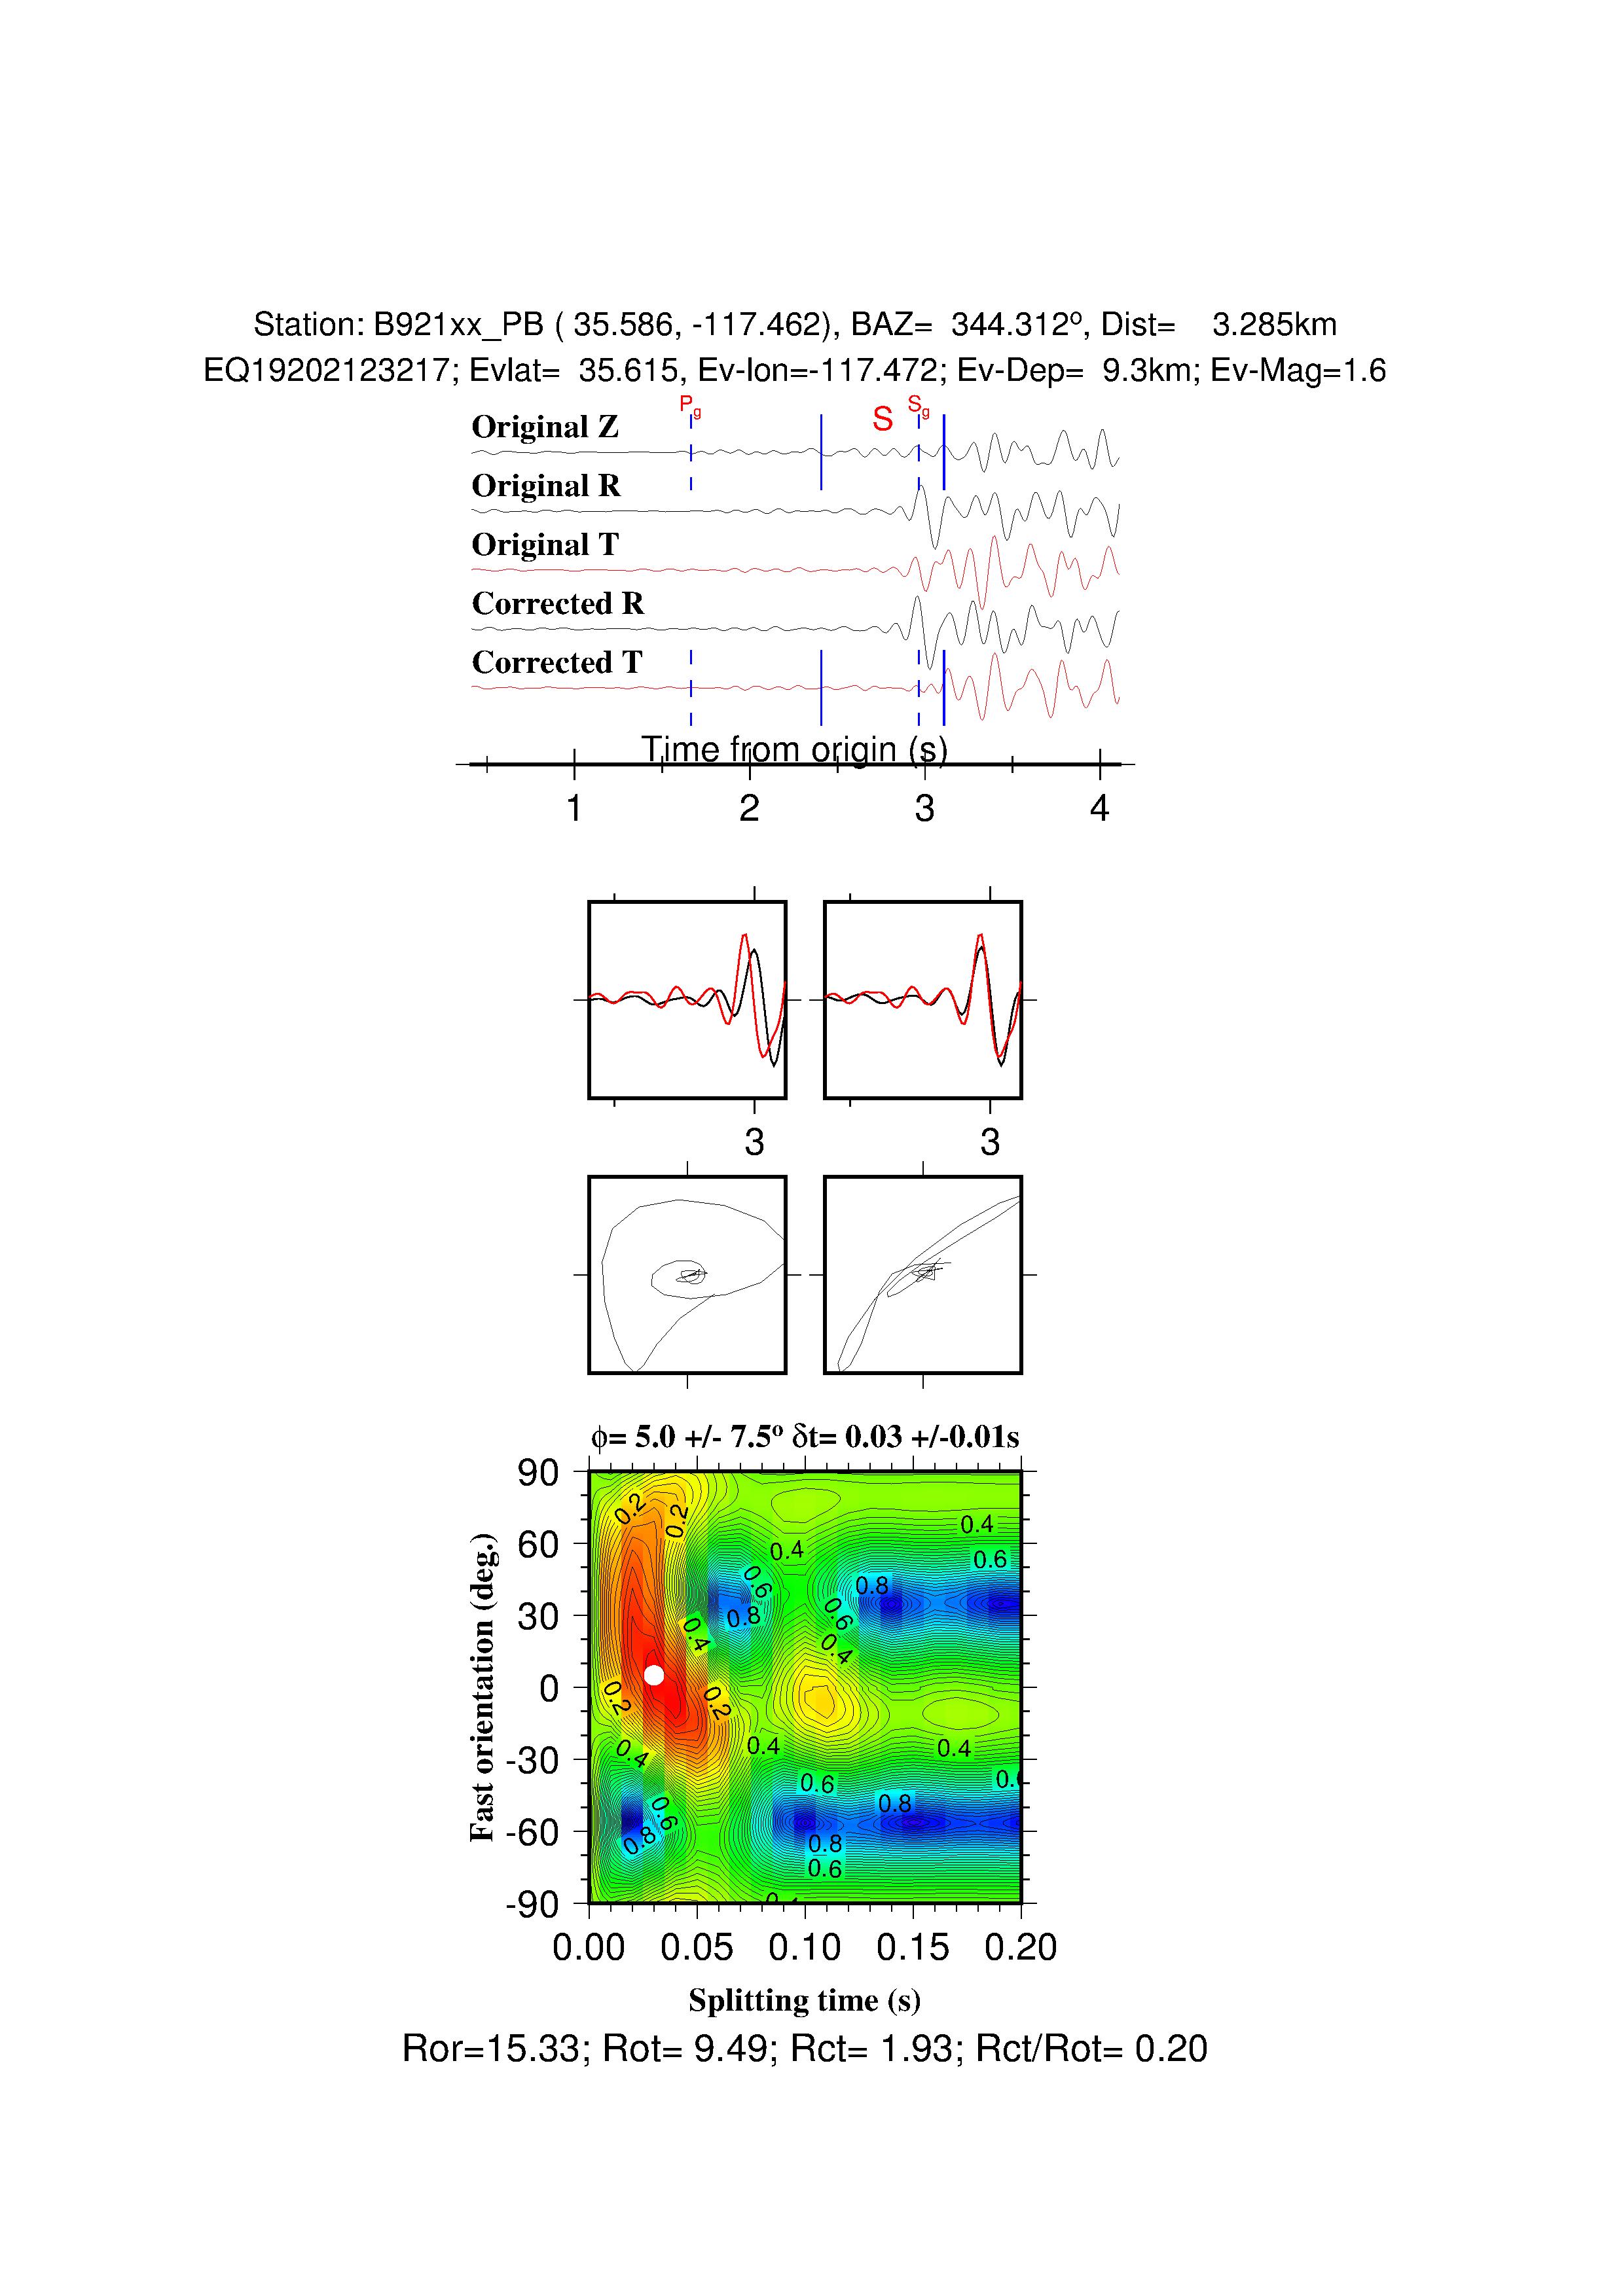 Station: B921xx_PB ( 35.586, -117.462), BAZ=  344.312º, Dist=    3.285km
EQ19202123217; Evlat=  35.615, Ev-lon=-117.472; Ev-Dep=  9.3km; Ev-Mag=1.6
Pg S Sg
Original Z
Original R
Original T
Corrected R
Corrected T
Time from origin (s)
1 2 3 4
3 3
ϕ= 5.0 +/- 7.5º δt= 0.03 +/-0.01s
90
60
30
0
-30
-60
-90
Fast orientation (deg.)
0.2 0.2 0.4
0.4 0.6
0.6 0.8
0.8 0.6
0.4 0.4
0.2 0.2
0.4 0.4 0.4
0.6
0.6 0.8
0.8 0.8
0.6
0.00 0.05 0.10 0.15 0.20
Splitting time (s)
Ror=15.33; Rot= 9.49; Rct= 1.93; Rct/Rot= 0.20